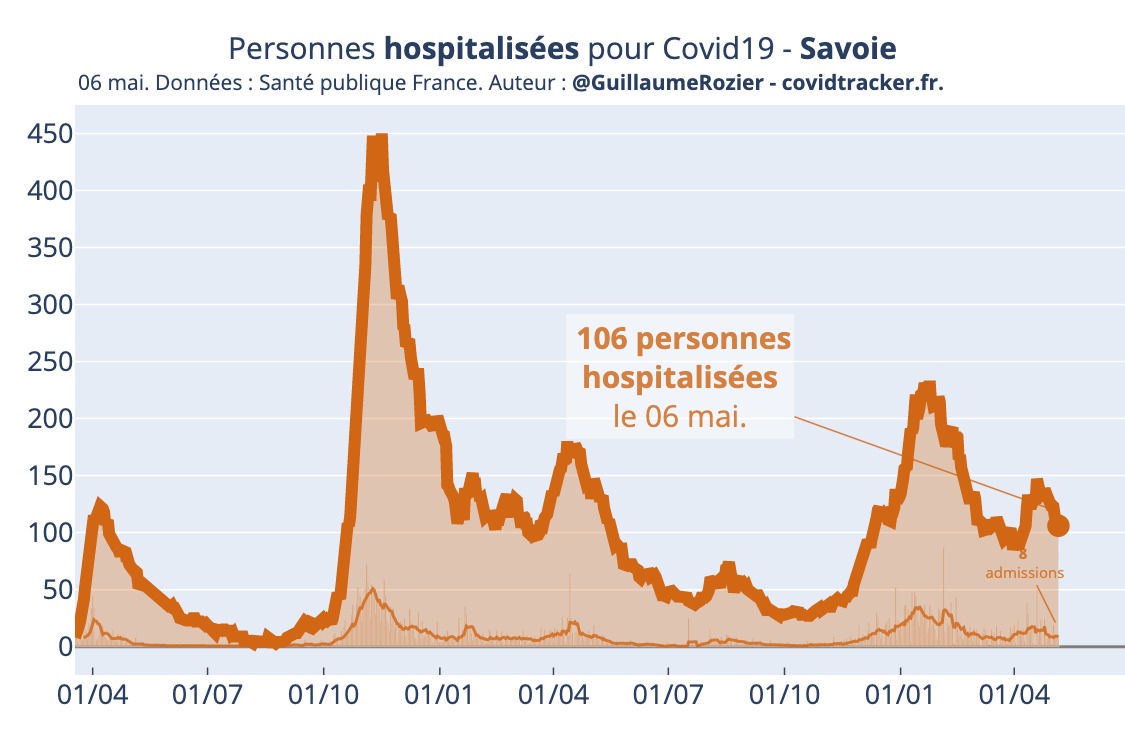 Personnes hospitalisées pour Covid19 - Savoie
06 mai. Données : Santé publique France. Auteur : @GuillaumeRozier - covidtracker.fr.
450
400
350
300
250
200
150
100
50
0
106 personnes
hospitalisées
le 06 mai.
8
admissions
01/04 01/07 01/10 01/01 01/04 01/07 01/10 01/01 01/04